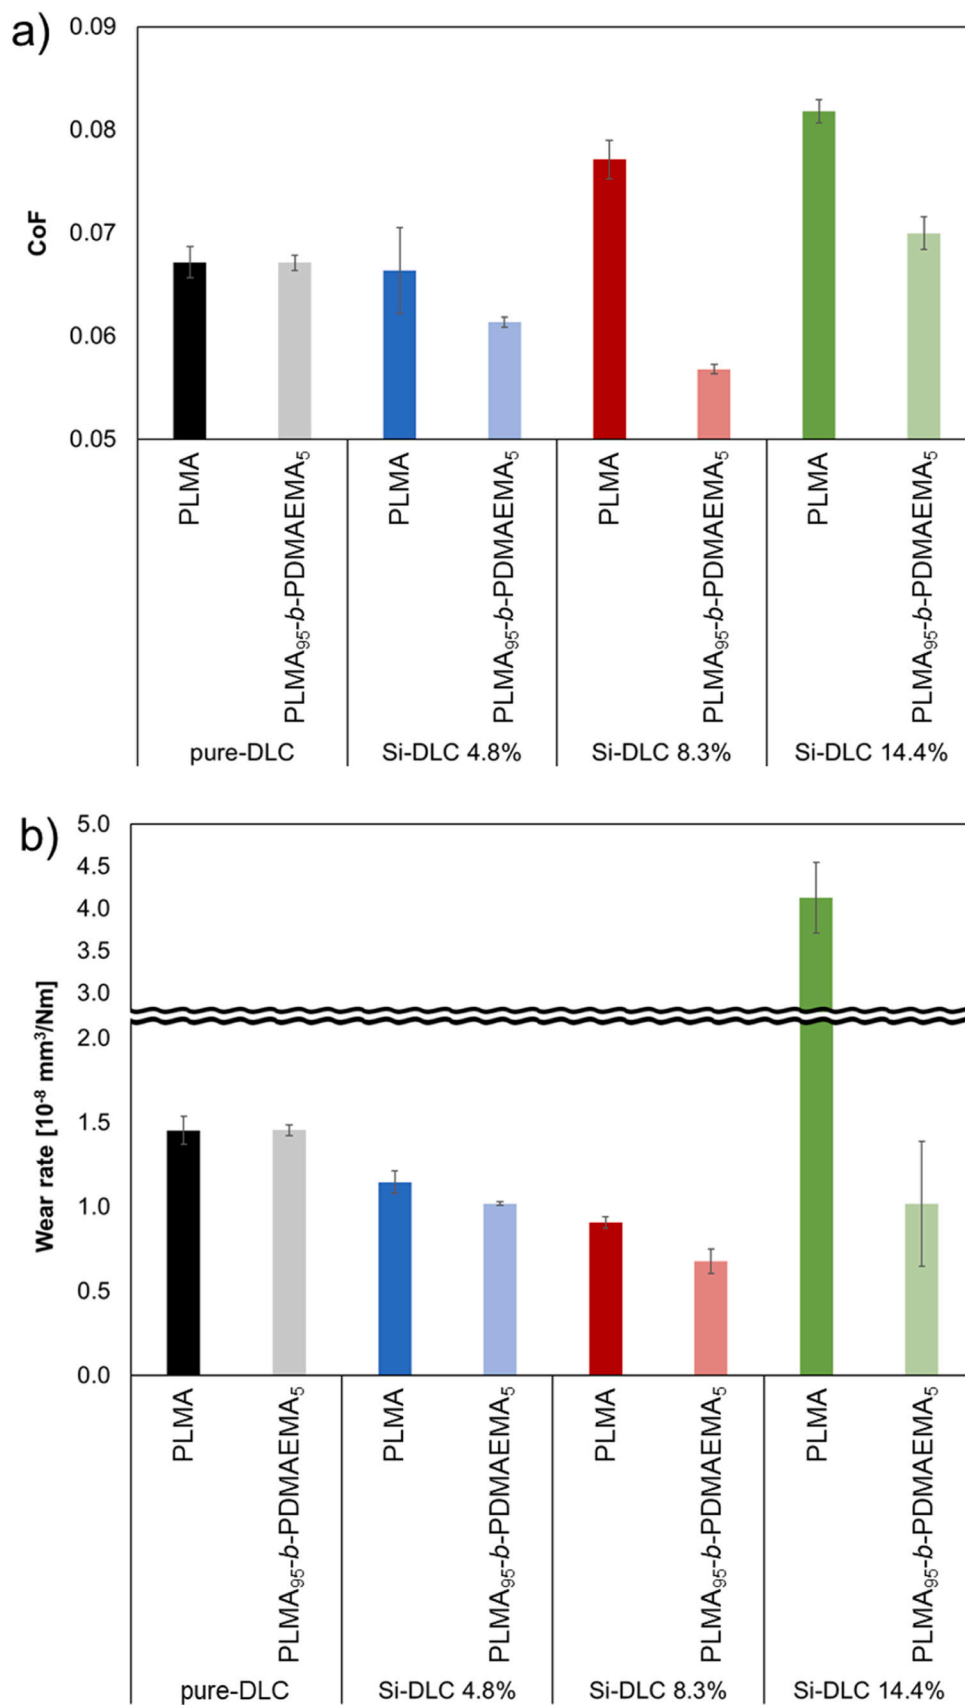 a)
0.09
0.08
0.07
0.06
0.05
CoF
PLMA
PLMA₉₅-b-PDMAEMA₅
PLMA
PLMA₉₅-b-PDMAEMA₅
PLMA
PLMA₉₅-b-PDMAEMA₅
PLMA
PLMA₉₅-b-PDMAEMA₅
pure-DLC
Si-DLC 4.8%
Si-DLC 8.3%
Si-DLC 14.4%
b)
5.0
4.5
4.0
3.5
3.0
2.0
1.5
1.0
0.5
0.0
Wear rate [10⁻⁸ mm³/Nm]
PLMA
PLMA₉₅-b-PDMAEMA₅
PLMA
PLMA₉₅-b-PDMAEMA₅
PLMA
PLMA₉₅-b-PDMAEMA₅
PLMA
PLMA₉₅-b-PDMAEMA₅
pure-DLC
Si-DLC 4.8%
Si-DLC 8.3%
Si-DLC 14.4%